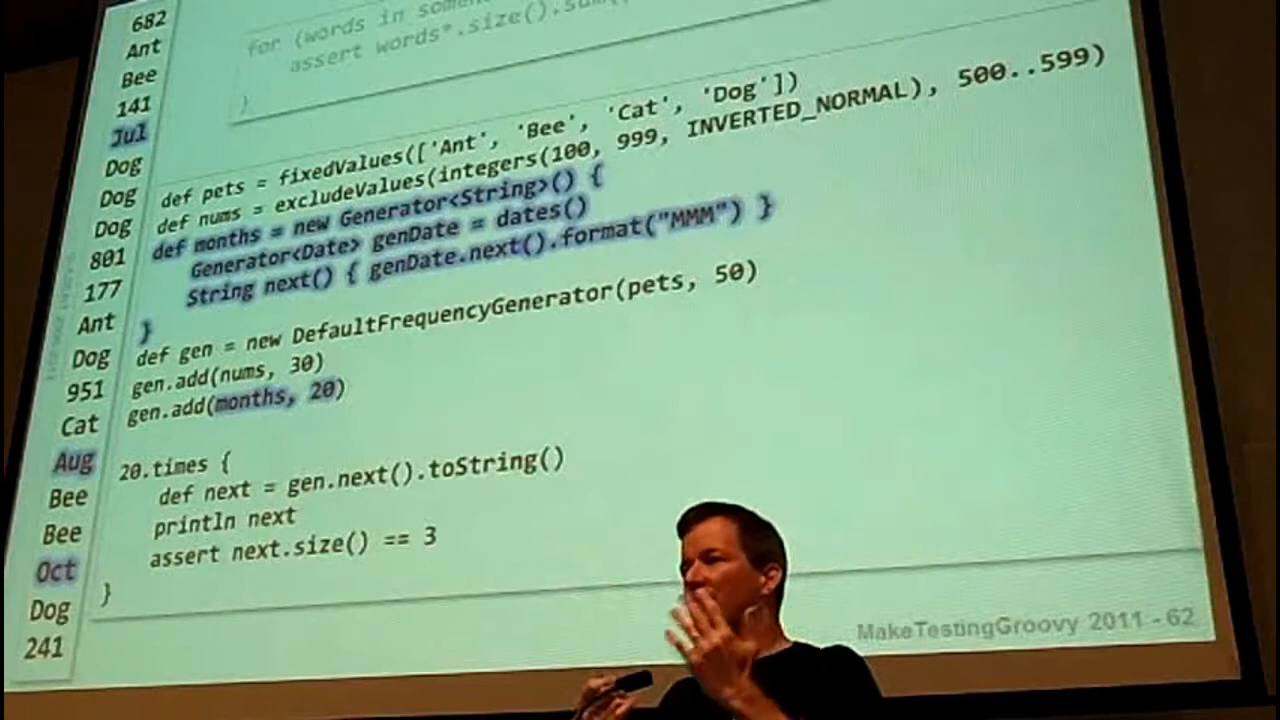 682
Ant
Bee
141
Jul
Dog
Dog
Dog
801
177
Ant
Dog
951
Cat
Aug
Bee
Bee
Oct
Dog
241
for (words in
assert words*.size().sum(
}
def pets = fixedValues(['Ant', 'Bee', 'Cat', 'Dog'])
def nums = excludeValues(integers(100, 999, INVERTED_NORMAL), 500..599)
def months = new Generator<String>() {
Generator<Date> genDate = dates()
String next() { genDate.next().format("MMM") }
}
def gen = new DefaultFrequencyGenerator(pets, 50)
gen.add(nums, 30)
gen.add(months, 20)
20.times {
def next = gen.next().toString()
println next
assert next.size() == 3
}
MakeTestingGroovy 2011 - 62